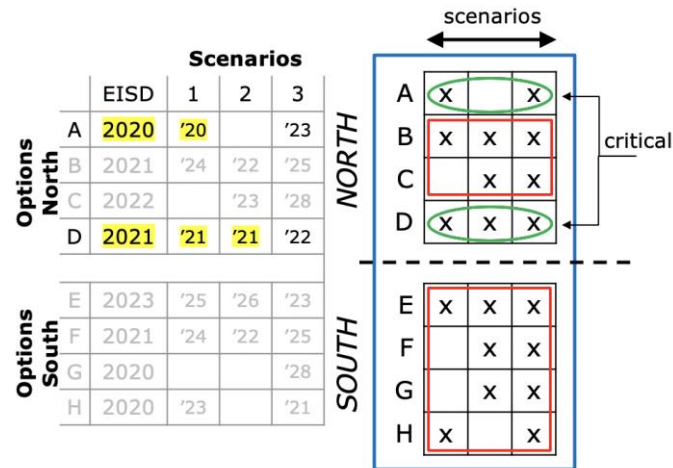 scenarios
Scenarios
EISD 1 2 3
Options North
A 2020 '20 '23
B 2021 '24 '22 '25
C 2022 '23 '28
D 2021 '21 '21 '22
Options South
E 2023 '25 '26 '23
F 2021 '24 '22 '25
G 2020 '28
H 2020 '23 '21
NORTH
A x x
B x x x
C x x
D x x x
critical
SOUTH
E x x x
F x x
G x x
H x x